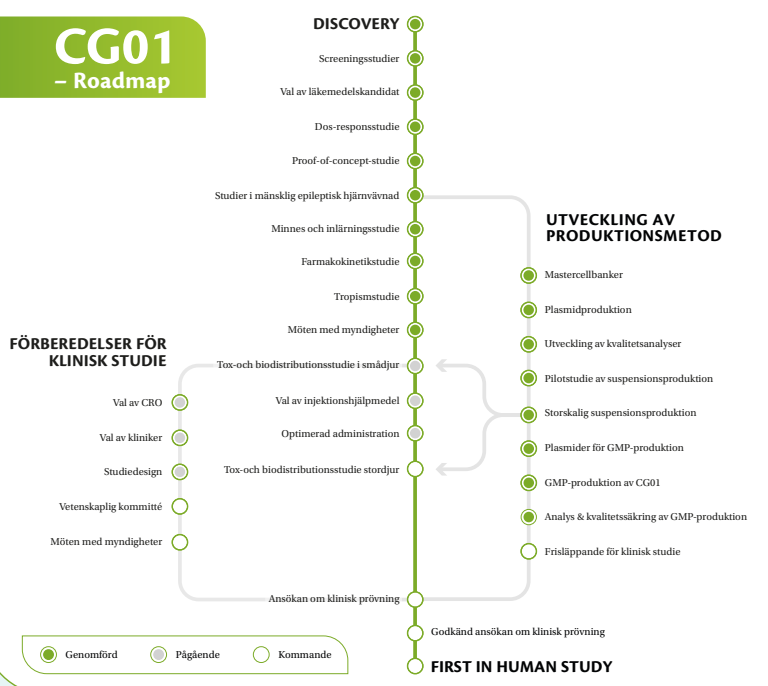 CG01
– Roadmap
DISCOVERY
Screeningsstudier
Val av läkemedelskandidat
Dos-responsstudie
Proof-of-concept-studie
Studier i mänsklig epileptisk hjärnvävnad
Minnes och inlärningsstudie
Farmakokinetikstudie
Tropismstudie
Möten med myndigheter
Tox-och biodistributionsstudie i smådjur
Val av injektionshjälpmedel
Optimerad administration
Tox-och biodistributionsstudie stordjur
Ansökan om klinisk prövning
Godkänd ansökan om klinisk prövning
FIRST IN HUMAN STUDY
UTVECKLING AV
PRODUKTIONSMETOD
Mastercellbanker
Plasmidproduktion
Utveckling av kvalitetsanalyser
Pilotstudie av suspensionsproduktion
Storskalig suspensionsproduktion
Plasmider för GMP-produktion
GMP-produktion av CG01
Analys & kvalitetssäkring av GMP-produktion
Frisläppande för klinisk studie
FÖRBEREDELSER FÖR
KLINISK STUDIE
Val av CRO
Val av kliniker
Studiedesign
Vetenskaplig kommitté
Möten med myndigheter
Genomförd
Pågående
Kommande